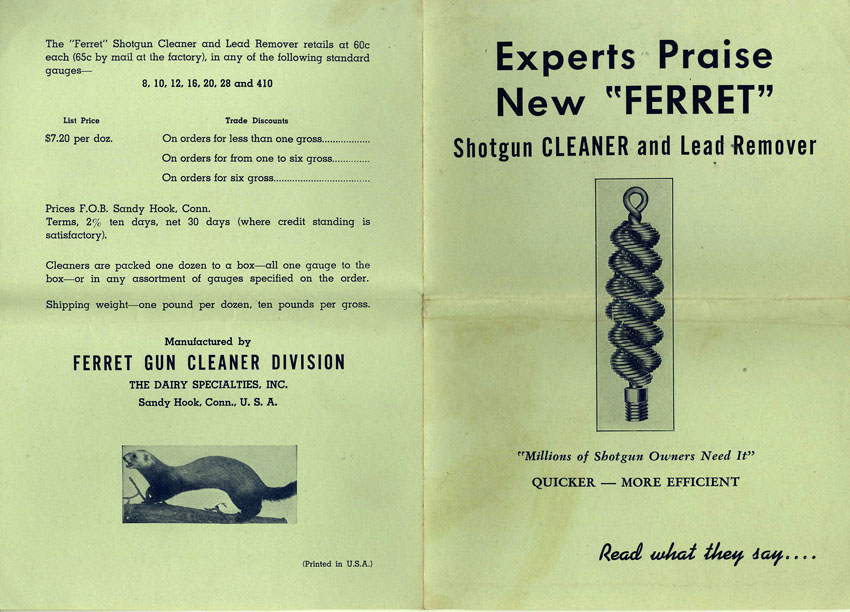 The "Ferret" Shotgun Cleaner and Lead Remover retails at 60c
each (65c by mail at the factory), in any of the following standard
gauges—
8, 10, 12, 16, 20, 28 and 410
List Price Trade Discounts
$7.20 per doz. On orders for less than one gross..................
On orders for from one to six gross..............
On orders for six gross....................................
Prices F.O.B. Sandy Hook, Conn.
Terms, 2% ten days, net 30 days (where credit standing is
satisfactory).
Cleaners are packed one dozen to a box—all one gauge to the
box—or in any assortment of gauges specified on the order.
Shipping weight—one pound per dozen, ten pounds per gross.
Manufactured by
FERRET GUN CLEANER DIVISION
THE DAIRY SPECIALTIES, INC.
Sandy Hook, Conn., U. S. A.
(Printed in U.S.A.)
Experts Praise
New "FERRET"
Shotgun CLEANER and Lead Remover
"Millions of Shotgun Owners Need It"
QUICKER — MORE EFFICIENT
Read what they say....